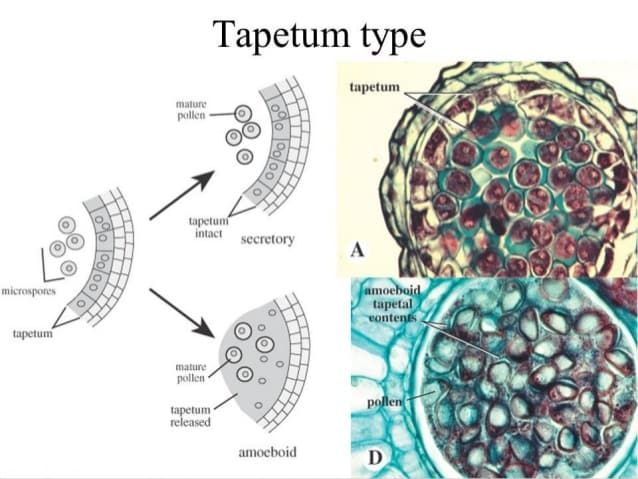 Tapetum type
mature
pollen
tapetum
intact
secretory
microspores
tapetum
mature
pollen
tapetum
released
amoeboid
tapetum
A
amoeboid
tapetal
contents
pollen
D